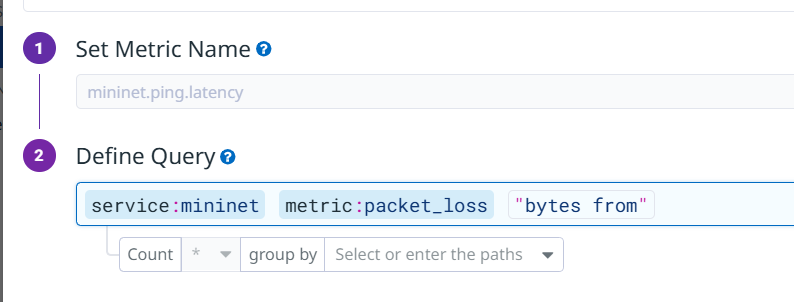 1 Set Metric Name ?
mininet.ping.latency
2 Define Query ?
service:mininet metric:packet_loss "bytes from"
Count * group by Select or enter the paths